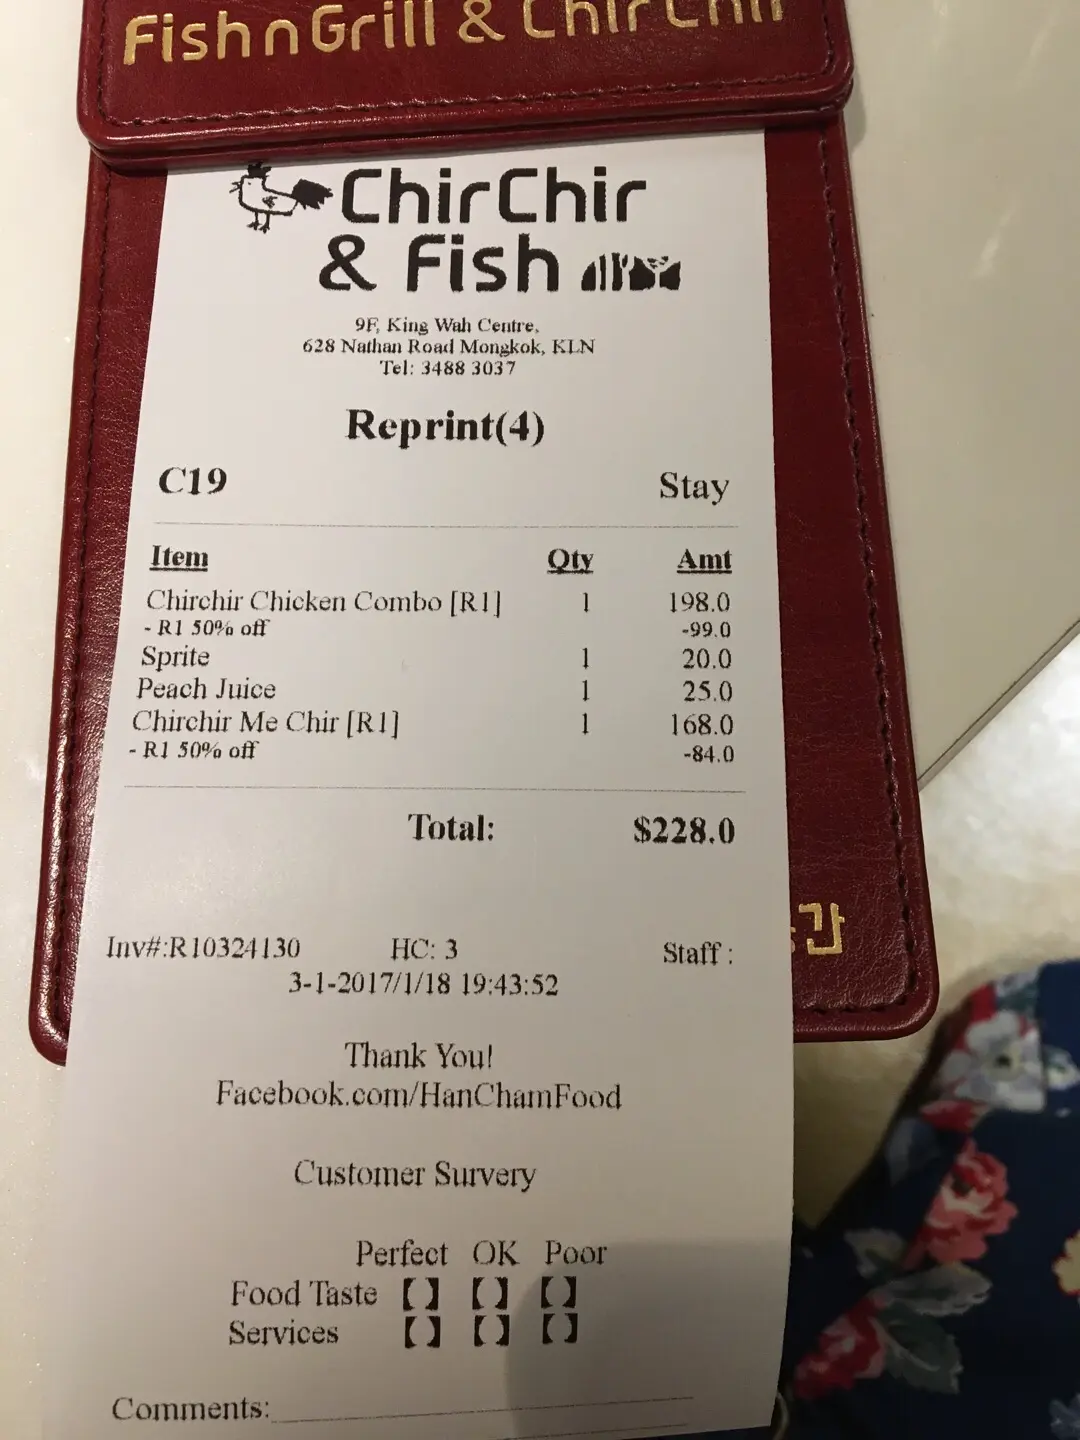 FishnGrill & ChirChir
ChirChir
& Fish
9F, King Wah Centre,
628 Nathan Road Mongkok, KLN
Tel: 3488 3037
Reprint(4)
C19 Stay
Item Qty Amt
Chirchir Chicken Combo [R1] 1 198.0
- R1 50% off -99.0
Sprite 1 20.0
Peach Juice 1 25.0
Chirchir Me Chir [R1] 1 168.0
- R1 50% off -84.0
Total: $228.0
Inv#:R10324130 HC: 3 Staff :
3-1-2017/1/18 19:43:52
Thank You!
Facebook.com/HanChamFood
Customer Survery
Perfect OK Poor
Food Taste 【】 【】 【】
Services 【】 【】 【】
Comments: